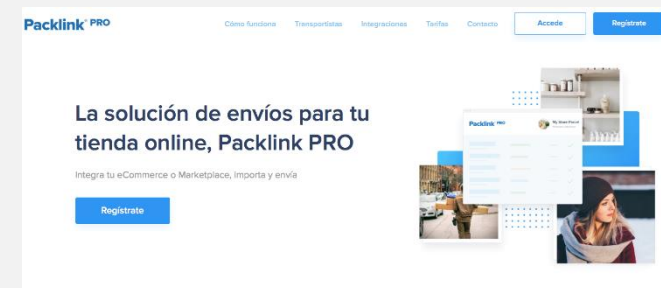 Packlink PRO
Cómo funciona Transportistas Integraciones Tarifas Contacto Accede Regístrate
La solución de envíos para tu
tienda online, Packlink PRO
Integra tu eCommerce o Marketplace, importa y envía
Regístrate
Packlink PRO